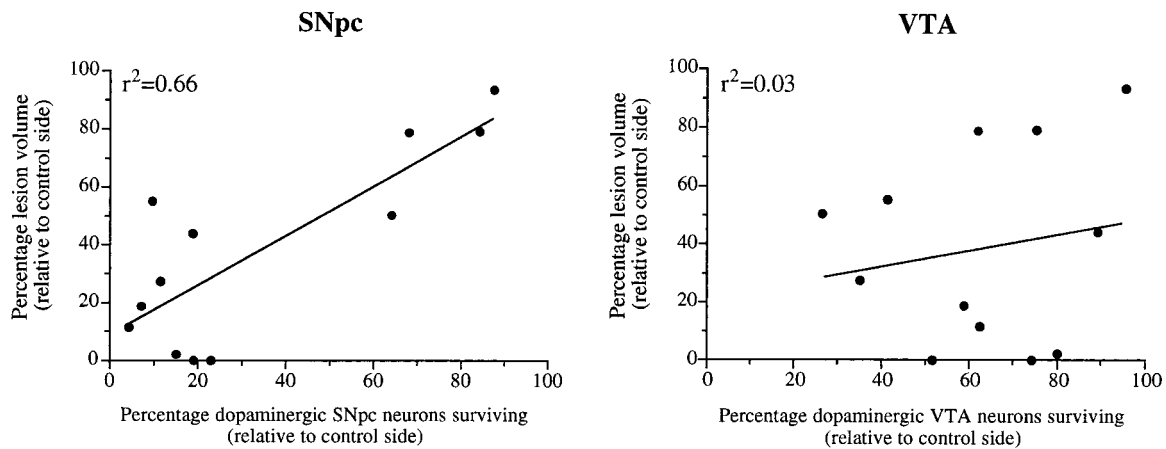 SNpc
r²=0.66
Percentage lesion volume
(relative to control side)
100
80
60
40
20
0
0 20 40 60 80 100
Percentage dopaminergic SNpc neurons surviving
(relative to control side)
VTA
r²=0.03
Percentage lesion volume
(relative to control side)
100
80
60
40
20
0
0 20 40 60 80 100
Percentage dopaminergic VTA neurons surviving
(relative to control side)